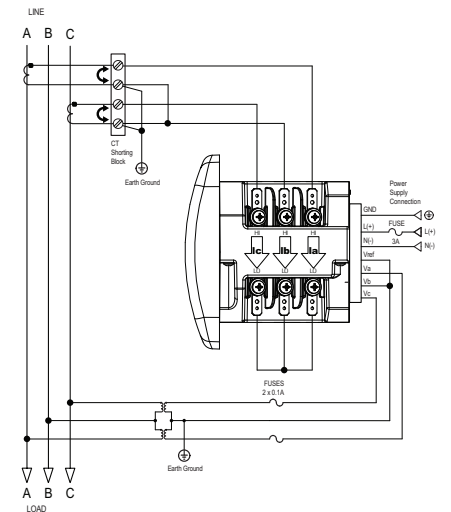 LINE
A B C
CT
Shorting
Block
Earth Ground
Power
Supply
Connection
GND
FUSE
L(+)
L(+)
N(-)
3A
N(-)
Vref
Va
Vb
Vc
HI HI HI
Ic Ib Ia
LO LO LO
FUSES
2 x 0.1A
Earth Ground
A B C
LOAD